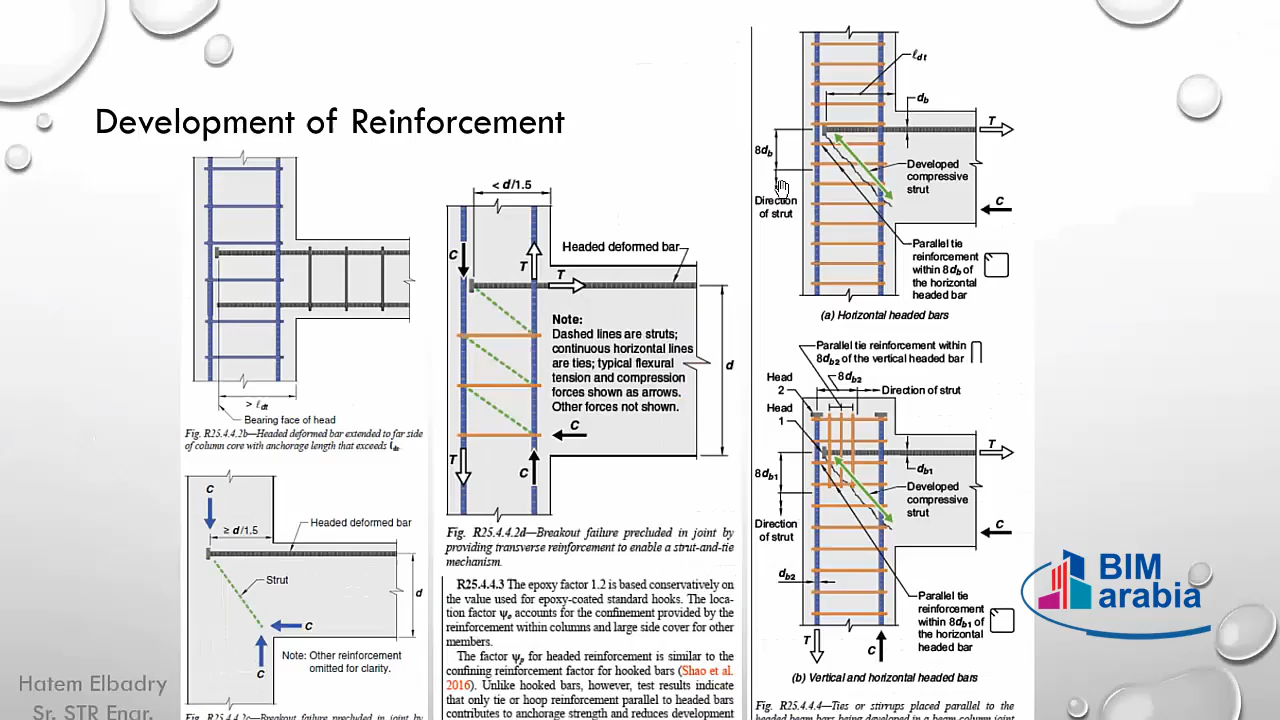 Development of Reinforcement
> ℓdt
Bearing face of head
Fig. R25.4.4.2b—Headed deformed bar extended to far side
of column core with anchorage length that exceeds ℓdt.
C
≥ d/1.5
Headed deformed bar
Strut
d
C
C
Note: Other reinforcement
omitted for clarity.
Fig. R25.4.4.2c—Breakout failure precluded in joint by
Hatem Elbadry
Sr. STR Engr.
< d/1.5
C
T
T
Headed deformed bar
Note:
Dashed lines are struts;
continuous horizontal lines
are ties; typical flexural
tension and compression
forces shown as arrows.
Other forces not shown.
d
C
T
C
Fig. R25.4.4.2d—Breakout failure precluded in joint by
providing transverse reinforcement to enable a strut-and-tie
mechanism.
R25.4.4.3 The epoxy factor 1.2 is based conservatively on
the value used for epoxy-coated standard hooks. The loca-
tion factor ψo accounts for the confinement provided by the
reinforcement within columns and large side cover for other
members.
The factor ψp for headed reinforcement is similar to the
confining reinforcement factor for hooked bars (Shao et al.
2016). Unlike hooked bars, however, test results indicate
that only tie or hoop reinforcement parallel to headed bars
contributes to anchorage strength and reduces development
ℓdt
db
T
8db
Developed
compressive
strut
Direction
of strut
C
Parallel tie
reinforcement
within 8db of
the horizontal
headed bar
(a) Horizontal headed bars
Parallel tie reinforcement within
8db2 of the vertical headed bar
Head
2
8db2
Direction of strut
Head
1
T
8db1
db1
Developed
compressive
strut
Direction
of strut
C
db2
Parallel tie
reinforcement
within 8db1 of
the horizontal
headed bar
T
C
(b) Vertical and horizontal headed bars
Fig. R25.4.4.4—Ties or stirrups placed parallel to the
headed beam bars being developed in a beam-column joint
BIM
arabia